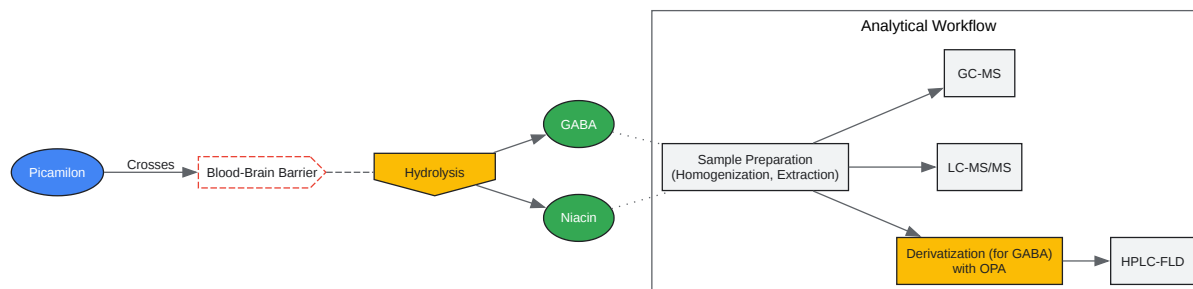 Analytical Workflow
GC-MS
GABA
Picamilon
Crosses
Blood-Brain Barrier
Hydrolysis
Sample Preparation
(Homogenization, Extraction)
LC-MS/MS
Niacin
Derivatization (for GABA)
with OPA
HPLC-FLD